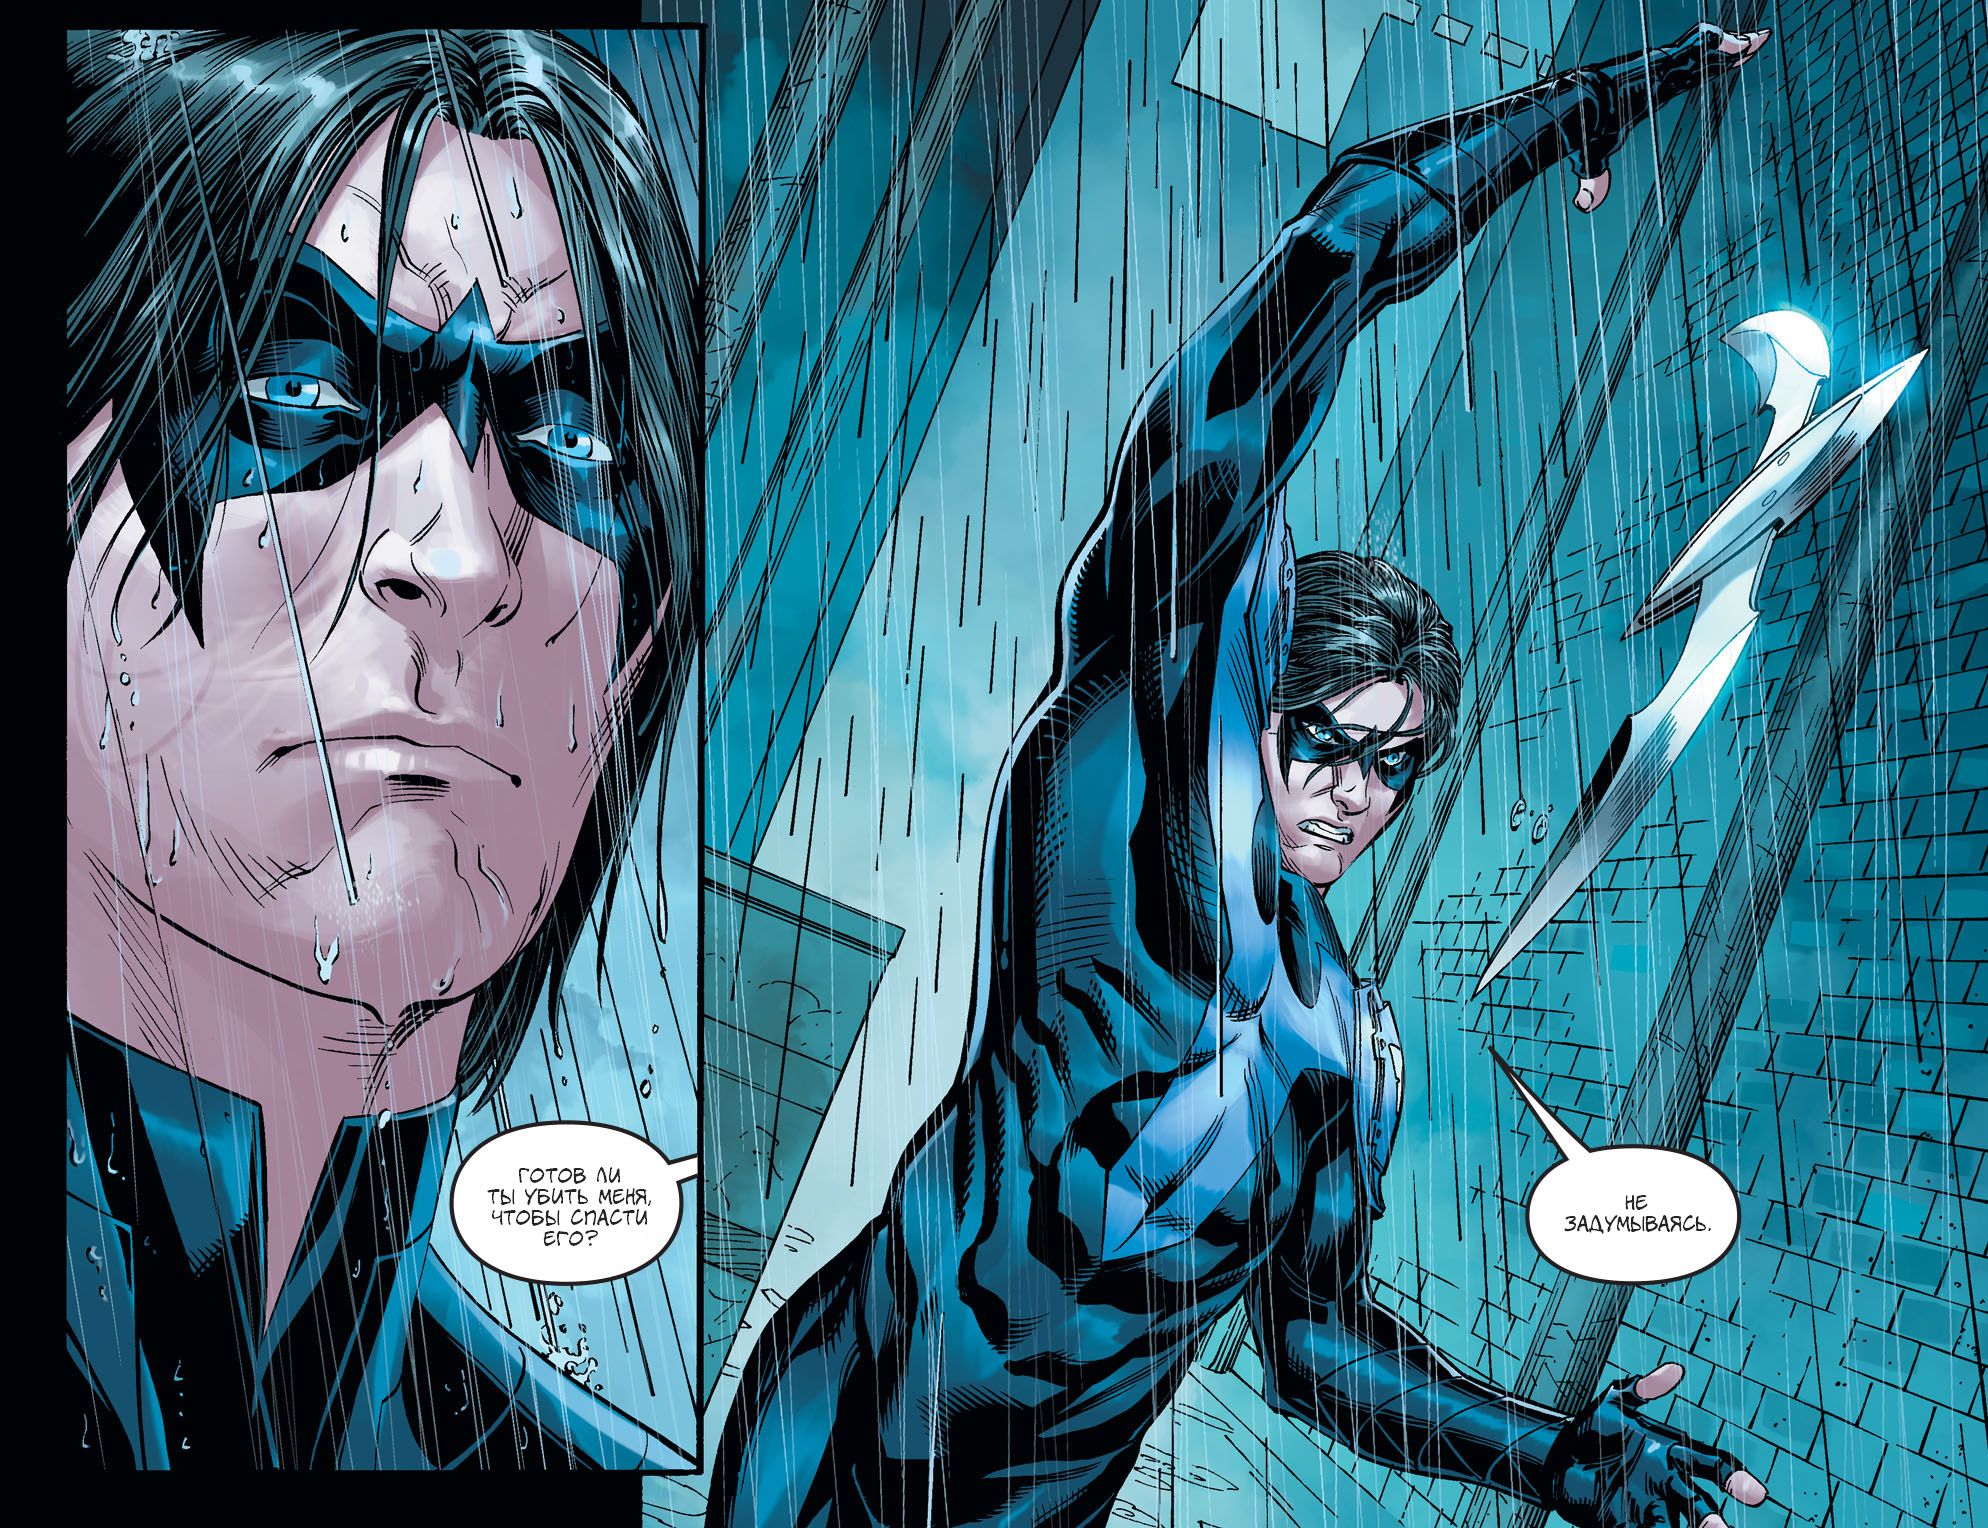 ГОТОВ ЛИ
ТЫ УБИТЬ МЕНЯ,
ЧТОБЫ СПАСТИ
ЕГО?
НЕ
ЗАДУМЫВАЯСЬ.